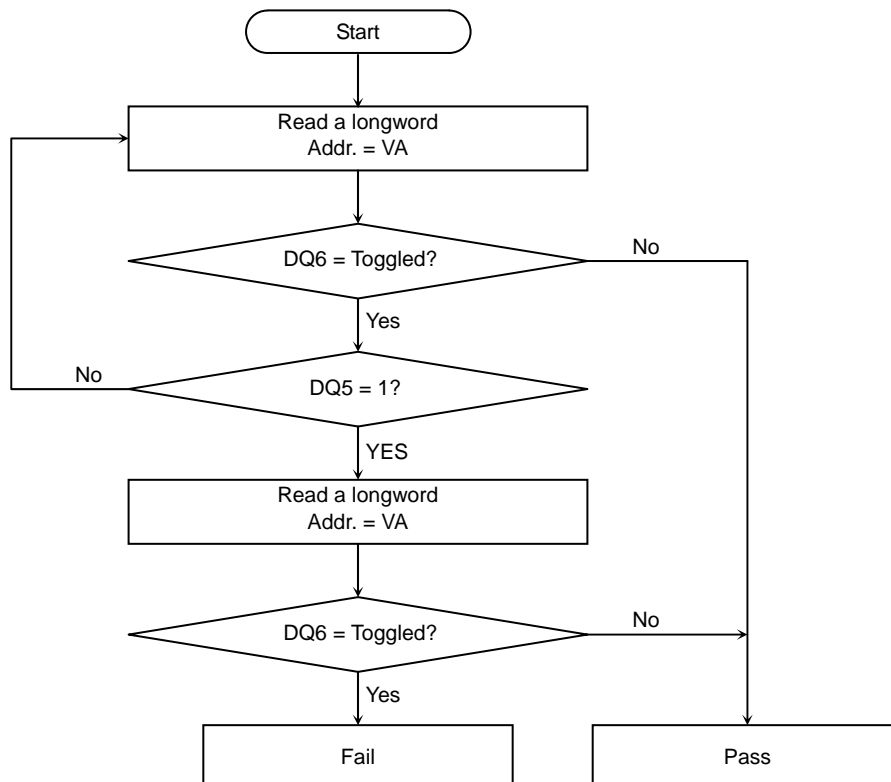 Start
Read a longword
Addr. = VA
DQ6 = Toggled?
No
Yes
No
DQ5 = 1?
YES
Read a longword
Addr. = VA
DQ6 = Toggled?
No
Yes
Fail
Pass